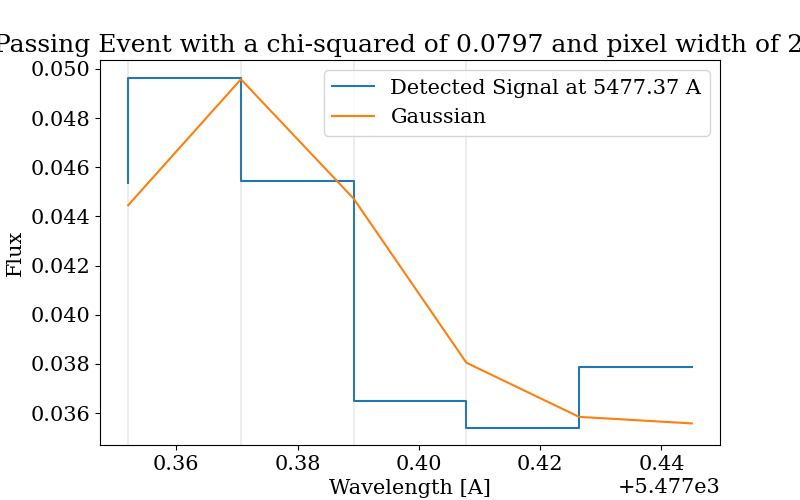 Passing Event with a chi-squared of 0.0797 and pixel width of 2
Detected Signal at 5477.37 A
Gaussian
Flux
0.050
0.048
0.046
0.044
0.042
0.040
0.038
0.036
0.36 0.38 0.40 0.42 0.44
Wavelength [A]
+5.477e3